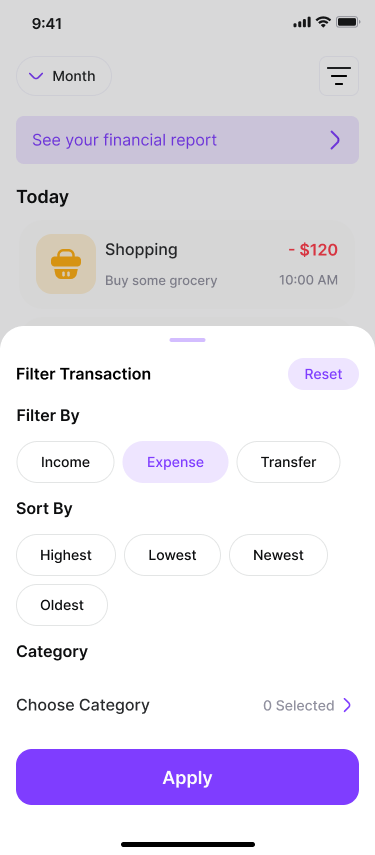 9:41
Month
See your financial report
Today
Shopping - $120
Buy some grocery 10:00 AM
Filter Transaction Reset
Filter By
Income Expense Transfer
Sort By
Highest Lowest Newest
Oldest
Category
Choose Category 0 Selected
Apply